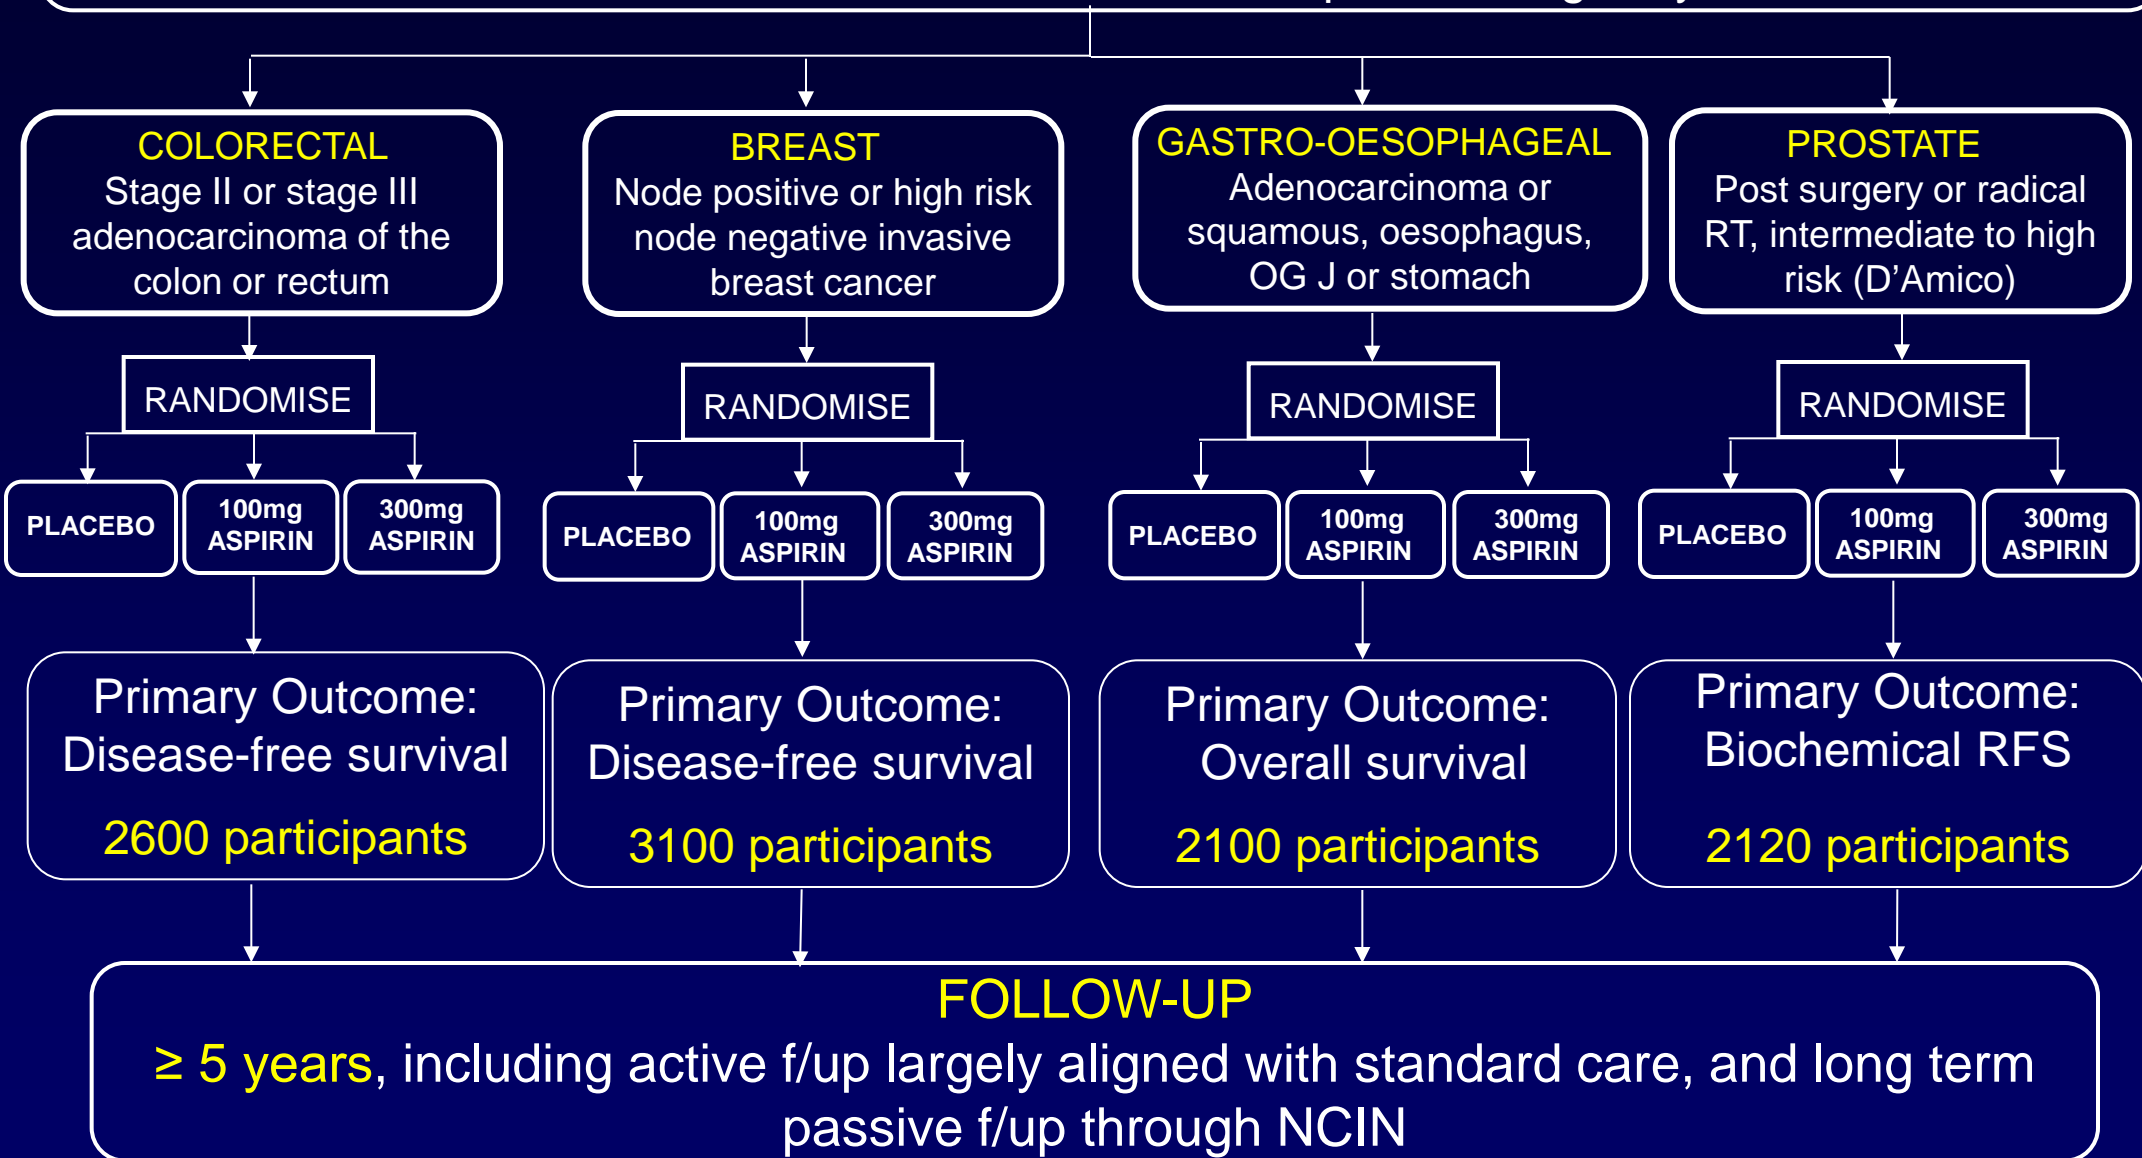 COLORECTAL
Stage II or stage III
adenocarcinoma of the
colon or rectum
BREAST
Node positive or high risk
node negative invasive
breast cancer
GASTRO-OESOPHAGEAL
Adenocarcinoma or
squamous, oesophagus,
OG J or stomach
PROSTATE
Post surgery or radical
RT, intermediate to high
risk (D’Amico)
RANDOMISE
RANDOMISE
RANDOMISE
RANDOMISE
PLACEBO
100mg
ASPIRIN
300mg
ASPIRIN
PLACEBO
100mg
ASPIRIN
300mg
ASPIRIN
PLACEBO
100mg
ASPIRIN
300mg
ASPIRIN
PLACEBO
100mg
ASPIRIN
300mg
ASPIRIN
Primary Outcome:
Disease-free survival
2600 participants
Primary Outcome:
Disease-free survival
3100 participants
Primary Outcome:
Overall survival
2100 participants
Primary Outcome:
Biochemical RFS
2120 participants
FOLLOW-UP
≥ 5 years, including active f/up largely aligned with standard care, and long term
passive f/up through NCIN